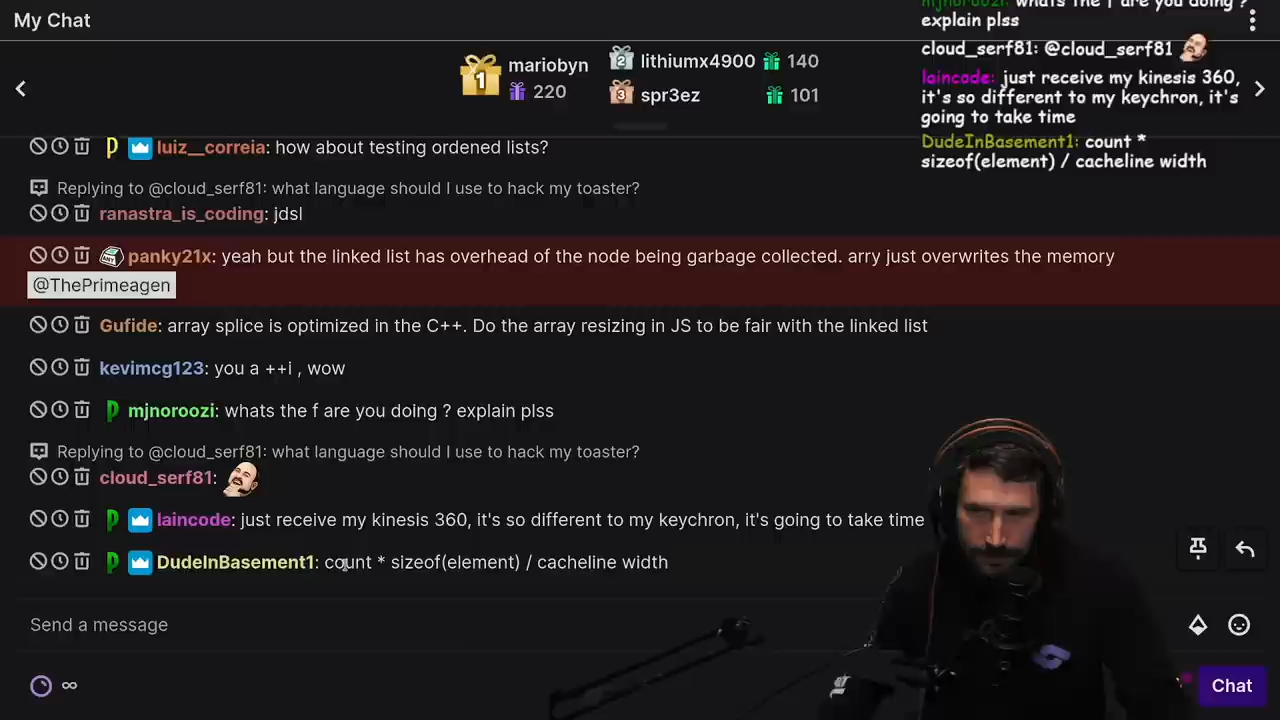 My Chat
mariobyn
220
lithiumx4900
140
spr3ez
101
luiz__correia: how about testing ordened lists?
Replying to @cloud_serf81: what language should I use to hack my toaster?
ranastra_is_coding: jdsl
panky21x: yeah but the linked list has overhead of the node being garbage collected. arry just overwrites the memory
@ThePrimeagen
Gufide: array splice is optimized in the C++. Do the array resizing in JS to be fair with the linked list
kevimcg123: you a ++i , wow
mjnoroozi: whats the f are you doing ? explain plss
Replying to @cloud_serf81: what language should I use to hack my toaster?
cloud_serf81:
laincode: just receive my kinesis 360, it's so different to my keychron, it's going to take time
DudeInBasement1: count * sizeof(element) / cacheline width
Send a message
∞
Chat
mjnoroozi: whats the f are you doing ?
explain plss
cloud_serf81: @cloud_serf81
laincode: just receive my kinesis 360,
it's so different to my keychron, it's
going to take time
DudeInBasement1: count *
sizeof(element) / cacheline width